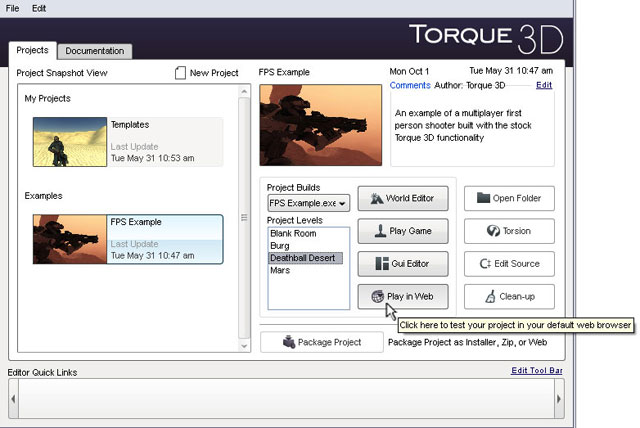 File Edit
TORQUE 3D
Projects Documentation
Project Snapshot View New Project
My Projects
Templates
Last Update
Tue May 31 10:53 am
Examples
FPS Example
Last Update
Tue May 31 10:47 am
FPS Example
Mon Oct 1 Tue May 31 10:47 am
Comments Author: Torque 3D Edit
An example of a multiplayer first
person shooter built with the stock
Torque 3D functionality
Project Builds
FPS Example.exe
Project Levels
Blank Room
Burg
Deathball Desert
Mars
World Editor
Play Game
Gui Editor
Play in Web
Open Folder
Torsion
Edit Source
Clean-up
Click here to test your project in your default web browser
Package Project Package Project as Installer, Zip, or Web
Editor Quick Links Edit Tool Bar